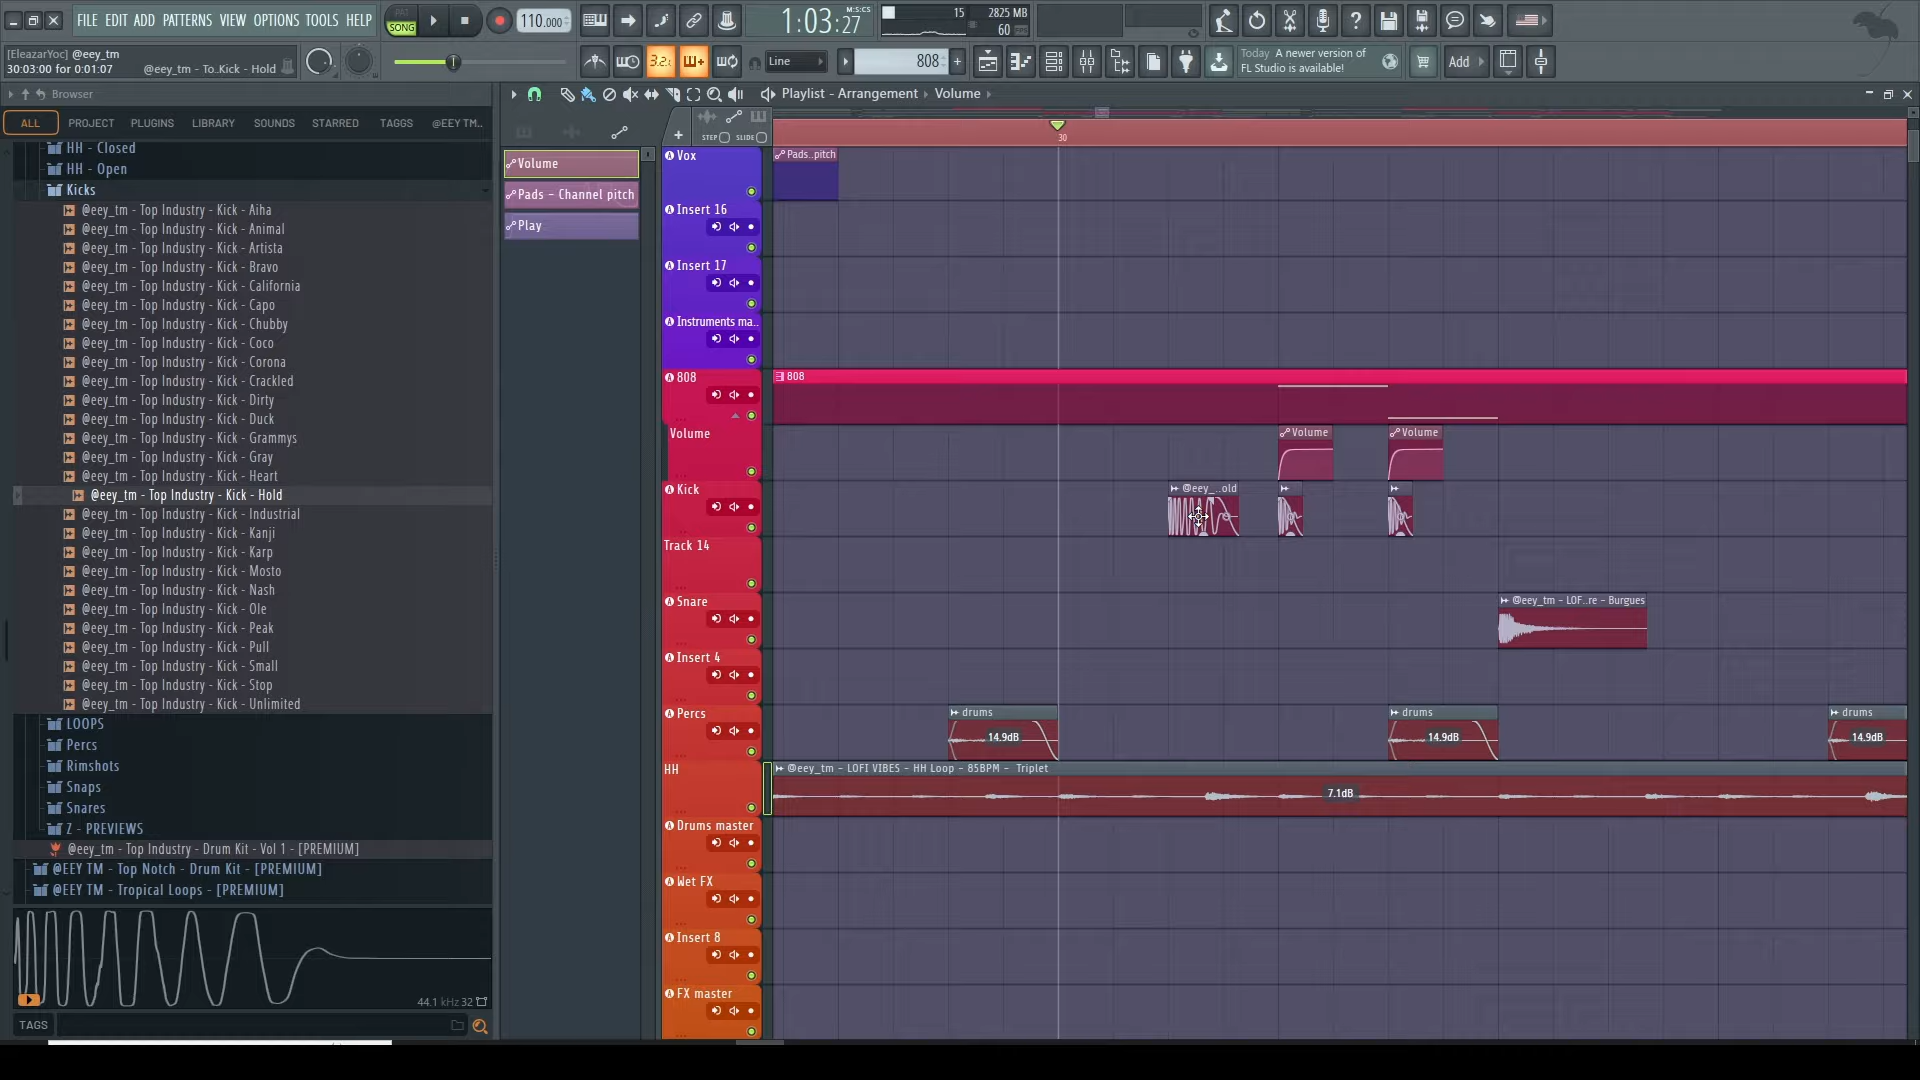 FILE EDIT ADD PATTERNS VIEW OPTIONS TOOLS HELP
PAT
SONG
110.000
3.2.
1:03:27
M:S:CS
15
2825 MB
60
[EleazarYoc] @eey_tm
30:03:00 for 0:01:07
@eey_tm - To..Kick - Hold
Line
808
Today A newer version of
FL Studio is available!
Add
Browser
Playlist - Arrangement
Volume
ALL
PROJECT
PLUGINS
LIBRARY
SOUNDS
STARRED
TAGS
@EEY TM..
STEP
SLIDE
30
HH - Closed
HH - Open
Kicks
@eey_tm - Top Industry - Kick - Aiha
@eey_tm - Top Industry - Kick - Animal
@eey_tm - Top Industry - Kick - Artista
@eey_tm - Top Industry - Kick - Bravo
@eey_tm - Top Industry - Kick - California
@eey_tm - Top Industry - Kick - Capo
@eey_tm - Top Industry - Kick - Chubby
@eey_tm - Top Industry - Kick - Coco
@eey_tm - Top Industry - Kick - Corona
@eey_tm - Top Industry - Kick - Crackled
@eey_tm - Top Industry - Kick - Dirty
@eey_tm - Top Industry - Kick - Duck
@eey_tm - Top Industry - Kick - Grammys
@eey_tm - Top Industry - Kick - Gray
@eey_tm - Top Industry - Kick - Heart
@eey_tm - Top Industry - Kick - Hold
@eey_tm - Top Industry - Kick - Industrial
@eey_tm - Top Industry - Kick - Kanji
@eey_tm - Top Industry - Kick - Karp
@eey_tm - Top Industry - Kick - Mosto
@eey_tm - Top Industry - Kick - Nash
@eey_tm - Top Industry - Kick - Ole
@eey_tm - Top Industry - Kick - Peak
@eey_tm - Top Industry - Kick - Pull
@eey_tm - Top Industry - Kick - Small
@eey_tm - Top Industry - Kick - Stop
@eey_tm - Top Industry - Kick - Unlimited
LOOPS
Percs
Rimshots
Snaps
Snares
Z - PREVIEWS
@eey_tm - Top Industry - Drum Kit - Vol 1 - [PREMIUM]
@EEY TM - Top Notch - Drum Kit - [PREMIUM]
@EEY TM - Tropical Loops - [PREMIUM]
44.1 kHz 32
TAGS
Volume
Pads - Channel pitch
Play
Vox
Pads..pitch
Insert 16
Insert 17
Instruments ma..
808
808
Volume
Volume
Volume
Kick
@eey_..old
Track 14
Snare
@eey_tm - LOF..re - Burgues
Insert 4
Percs
drums
14.9dB
drums
14.9dB
drums
14.9dB
HH
@eey_tm - LOFI VIBES - HH Loop - 85BPM - Triplet
7.1dB
Drums master
Wet FX
Insert 8
FX master